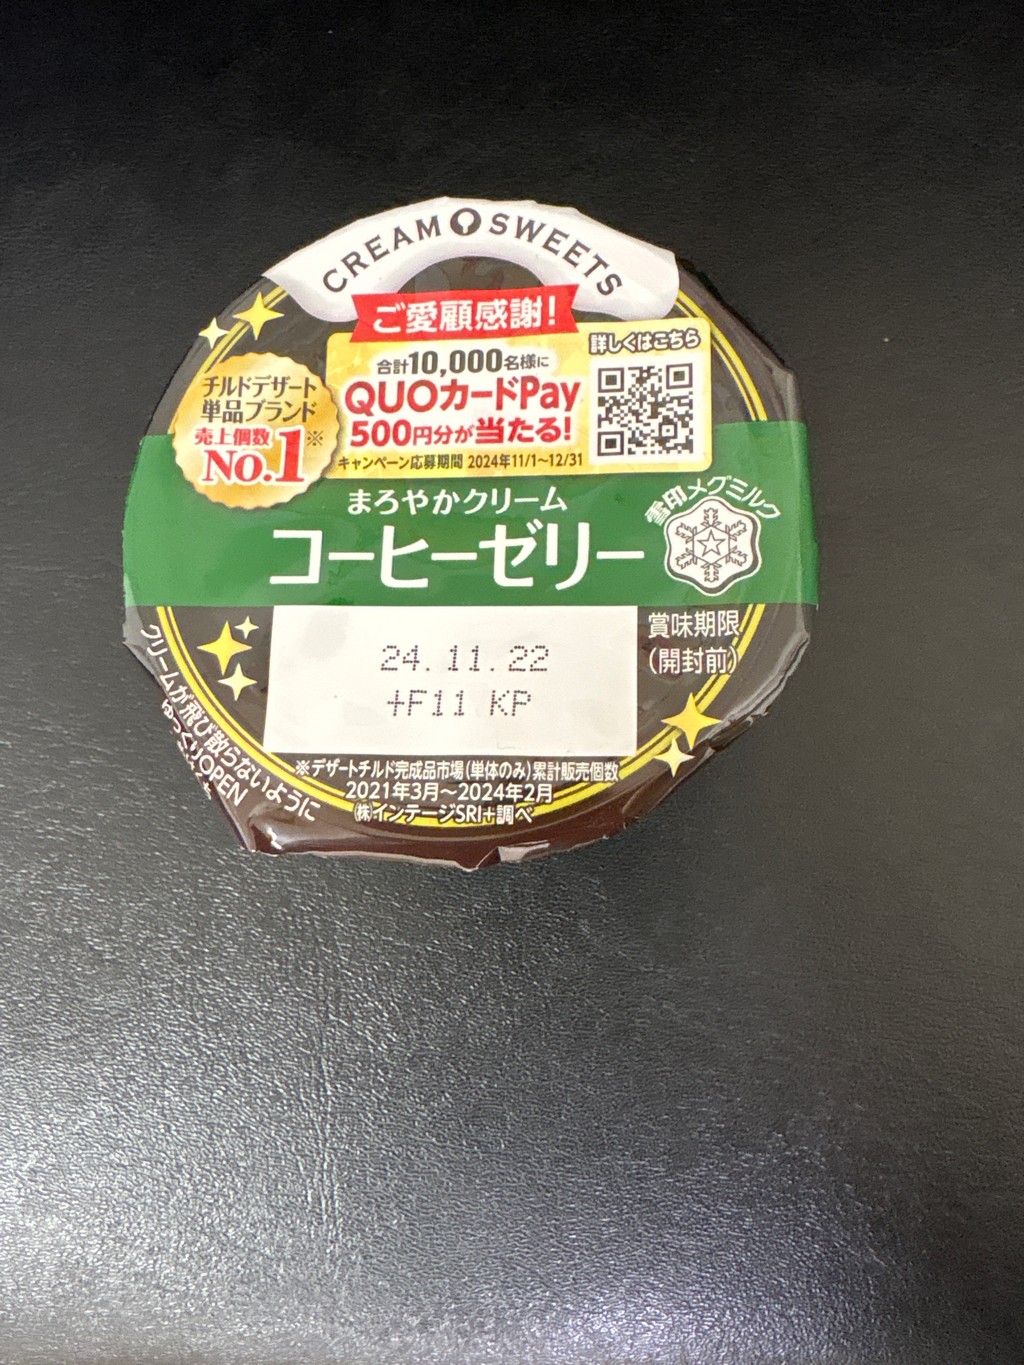 CREAM SWEETS
ご愛顧感謝!
合計10,000名様に
QUOカードPay
500円分が当たる!
キャンペーン応募期間 2024年11/1～12/31
詳しくはこちら
チルドデザート
単品ブランド
売上個数※
No.1
まろやかクリーム
コーヒーゼリー
雪印メグミルク
24.11.22
+F11 KP
賞味期限
(開封前)
クリームが飛び散らないように
ゆっくりOPEN
※デザートチルド完成品市場(単体のみ)累計販売個数
2021年3月～2024年2月
㈱インテージSRI+調べ